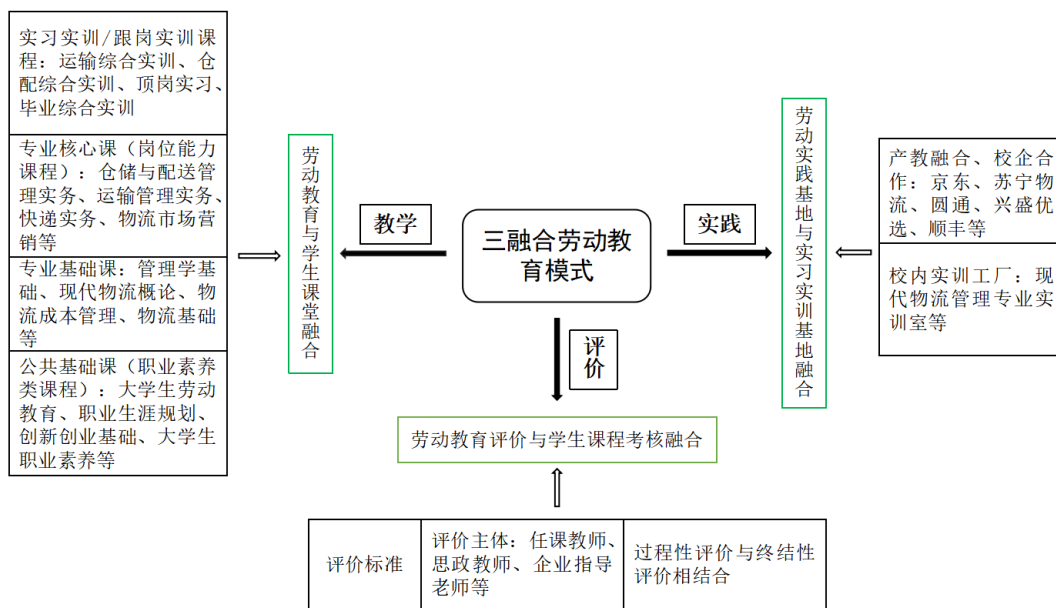 实习实训/跟岗实训课
程：运输综合实训、仓
配综合实训、顶岗实习、
毕业综合实训
专业核心课（岗位能力
课程）：仓储与配送管
理实务、运输管理实务、
快递实务、物流市场营
销等
专业基础课：管理学基
础、现代物流概论、物
流成本管理、物流基础
等
公共基础课（职业素养
类课程）：大学生劳动
教育、职业生涯规划、
创新创业基础、大学生
职业素养等
劳动教育与学生课堂融合
教学
三融合劳动教
育模式
实践
评价
劳动实践基地与实习实训基地融合
产教融合、校企合
作：京东、苏宁物
流、圆通、兴盛优
选、顺丰等
校内实训工厂：现
代物流管理专业实
训室等
劳动教育评价与学生课程考核融合
评价标准
评价主体：任课教师、
思政教师、企业指导
老师等
过程性评价与终结性
评价相结合